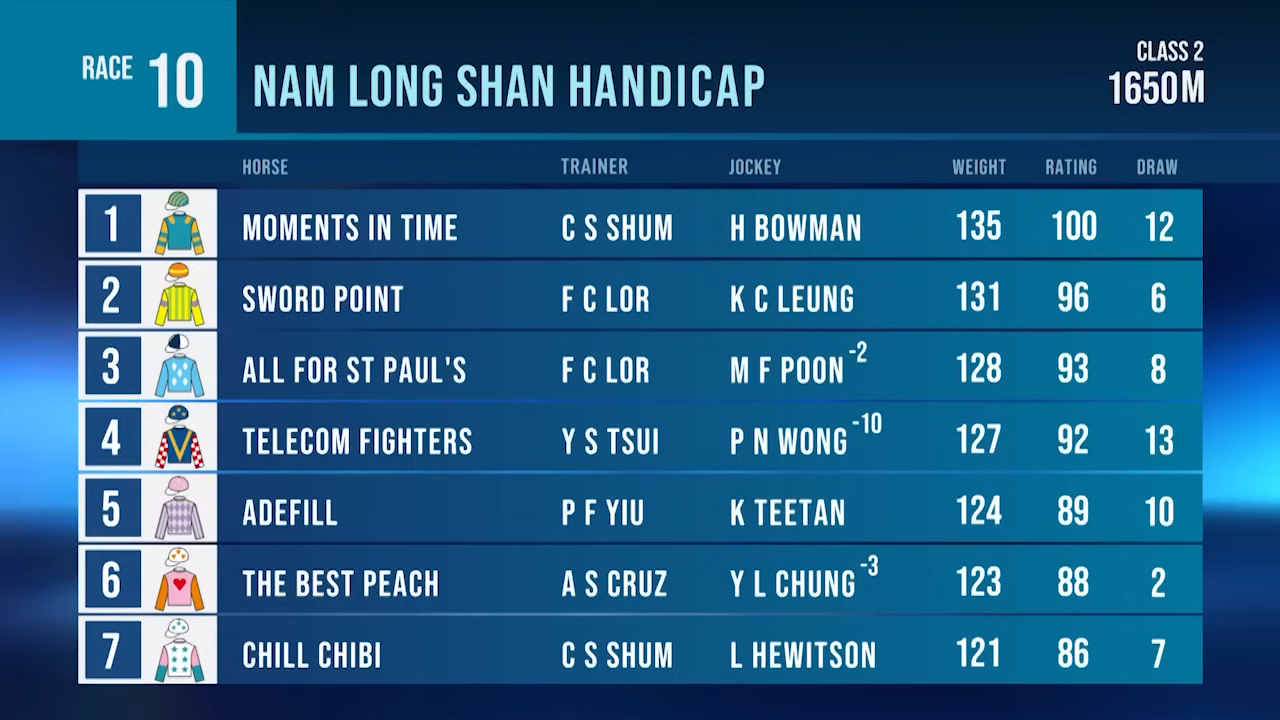 RACE 10
NAM LONG SHAN HANDICAP
CLASS 2
1650M
HORSE TRAINER JOCKEY WEIGHT RATING DRAW
1 MOMENTS IN TIME C S SHUM H BOWMAN 135 100 12
2 SWORD POINT F C LOR K C LEUNG 131 96 6
3 ALL FOR ST PAUL'S F C LOR M F POON -2 128 93 8
4 TELECOM FIGHTERS Y S TSUI P N WONG -10 127 92 13
5 ADEFILL P F YIU K TEETAN 124 89 10
6 THE BEST PEACH A S CRUZ Y L CHUNG -3 123 88 2
7 CHILL CHIBI C S SHUM L HEWITSON 121 86 7